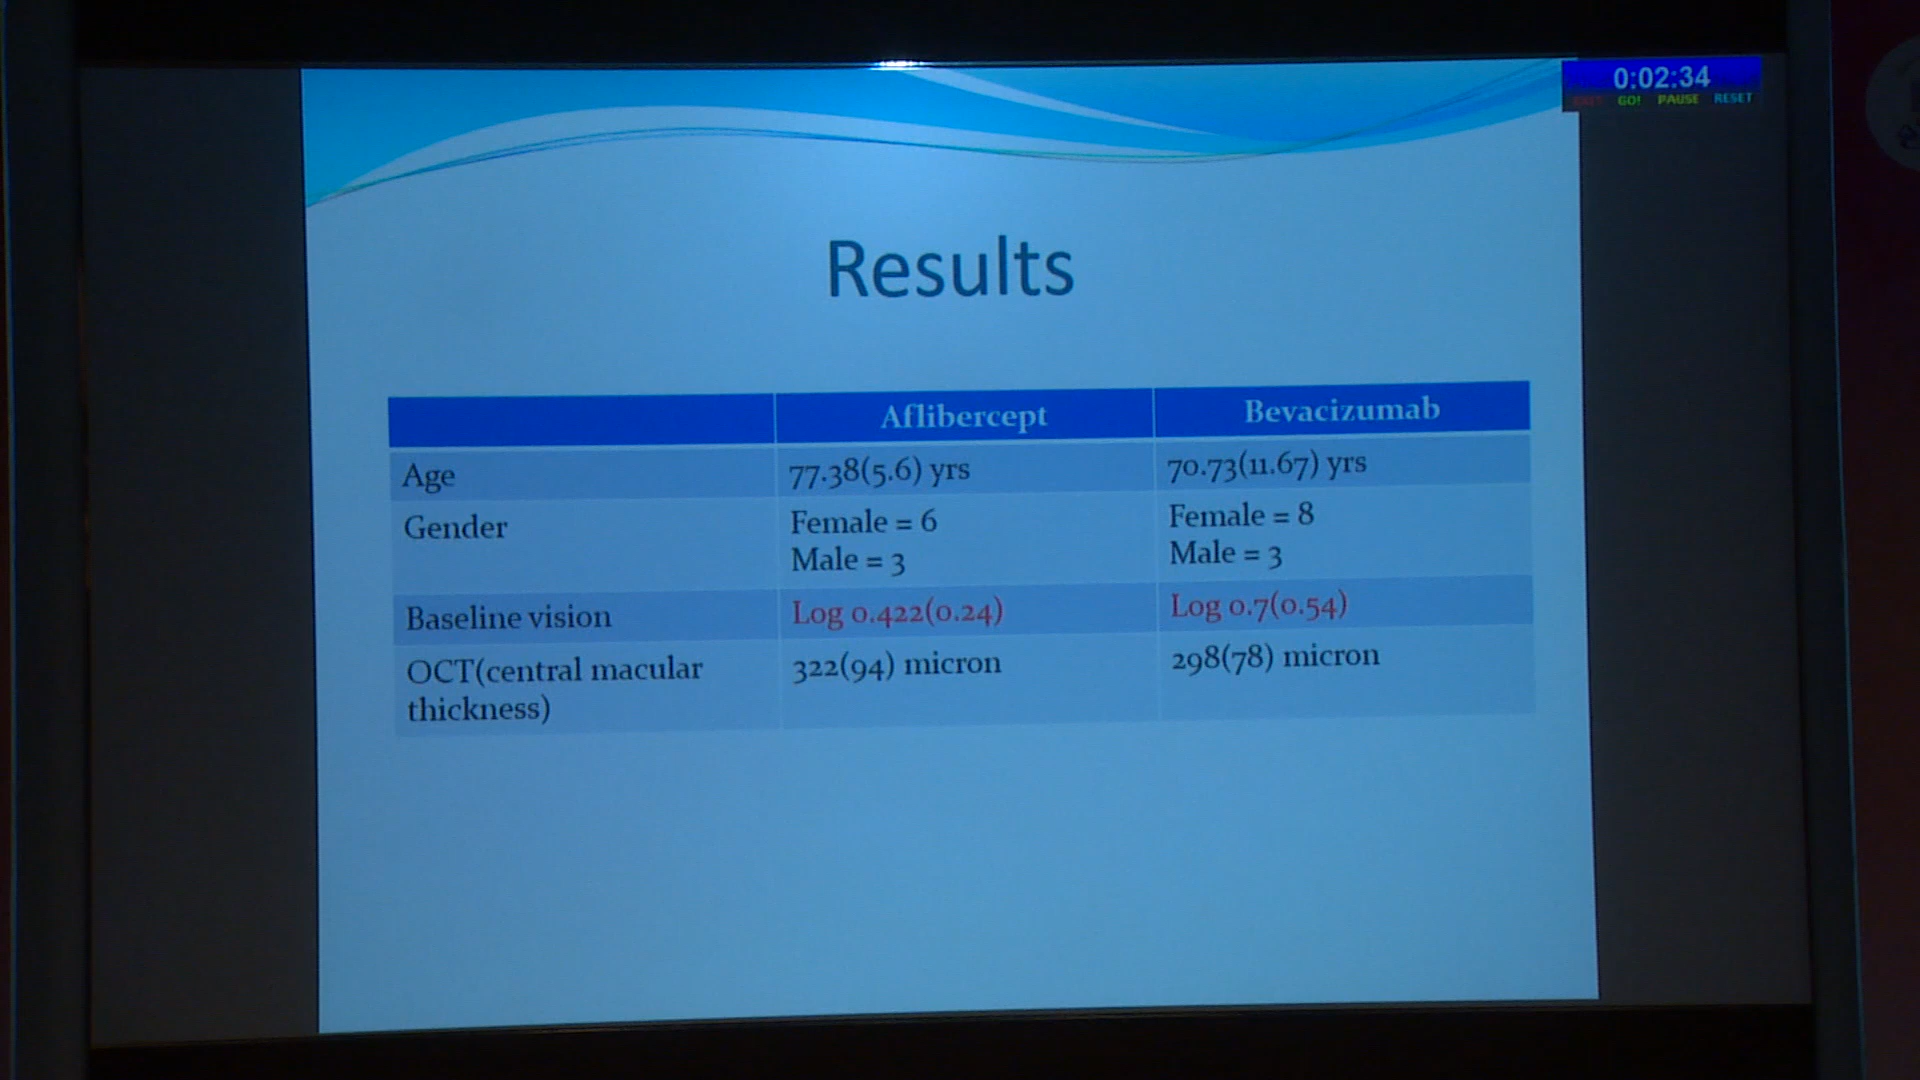 0:02:34
EXIT GO! PAUSE RESET
Results
Aflibercept Bevacizumab
Age 77.38(5.6) yrs 70.73(11.67) yrs
Gender Female = 6 Female = 8
Male = 3 Male = 3
Baseline vision Log 0.422(0.24) Log 0.7(0.54)
OCT(central macular 322(94) micron 298(78) micron
thickness)